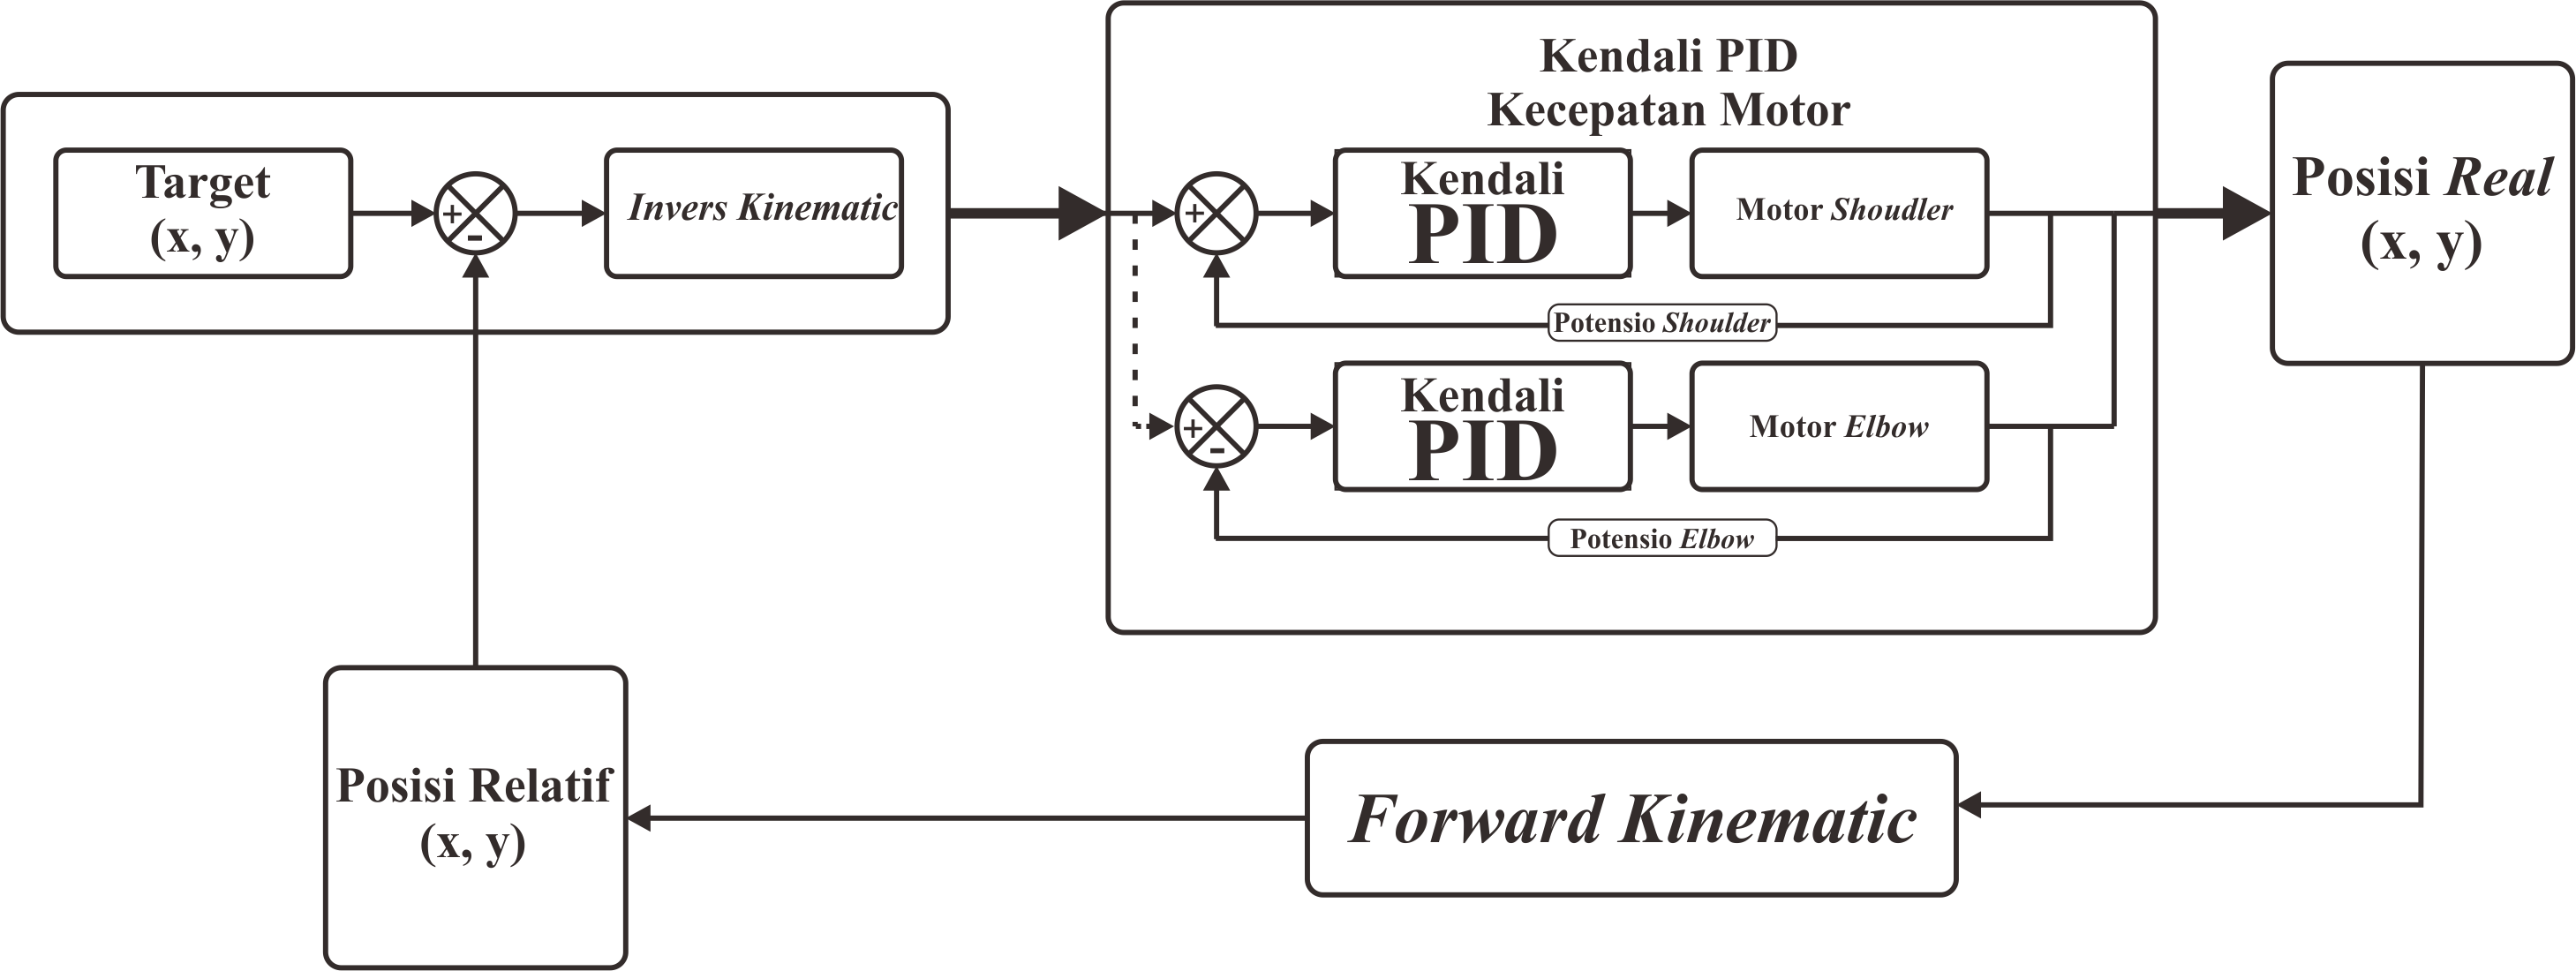 Kendali PID
Kecepatan Motor
Target
(x, y)
+
-
Invers Kinematic
+
Kendali
PID
Motor Shoudler
Posisi Real
(x, y)
Potensio Shoulder
+
-
Kendali
PID
Motor Elbow
Potensio Elbow
Posisi Relatif
(x, y)
Forward Kinematic